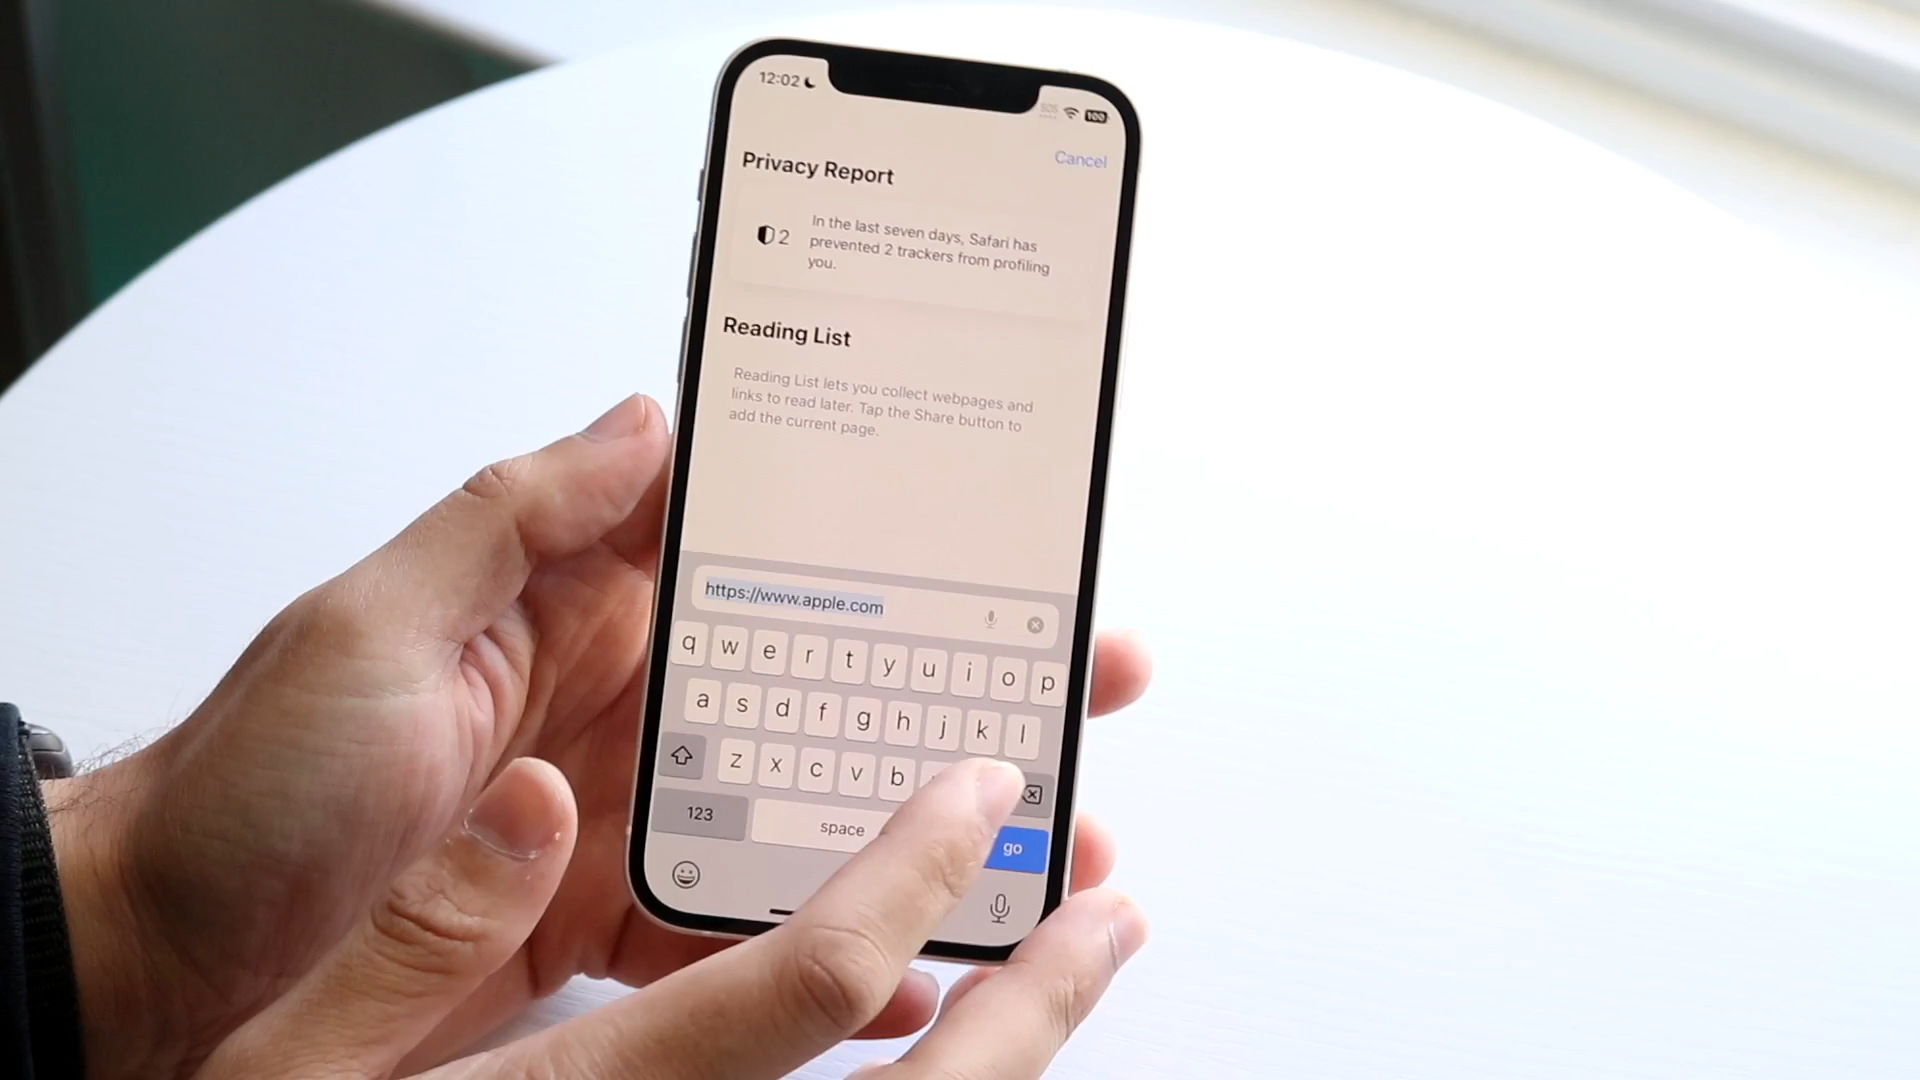 12:02
SOS
100
Cancel
Privacy Report
2
In the last seven days, Safari has
prevented 2 trackers from profiling
you.
Reading List
Reading List lets you collect webpages and
links to read later. Tap the Share button to
add the current page.
https://www.apple.com
q w e r t y u i o p
a s d f g h j k l
z x c v b
123 space go